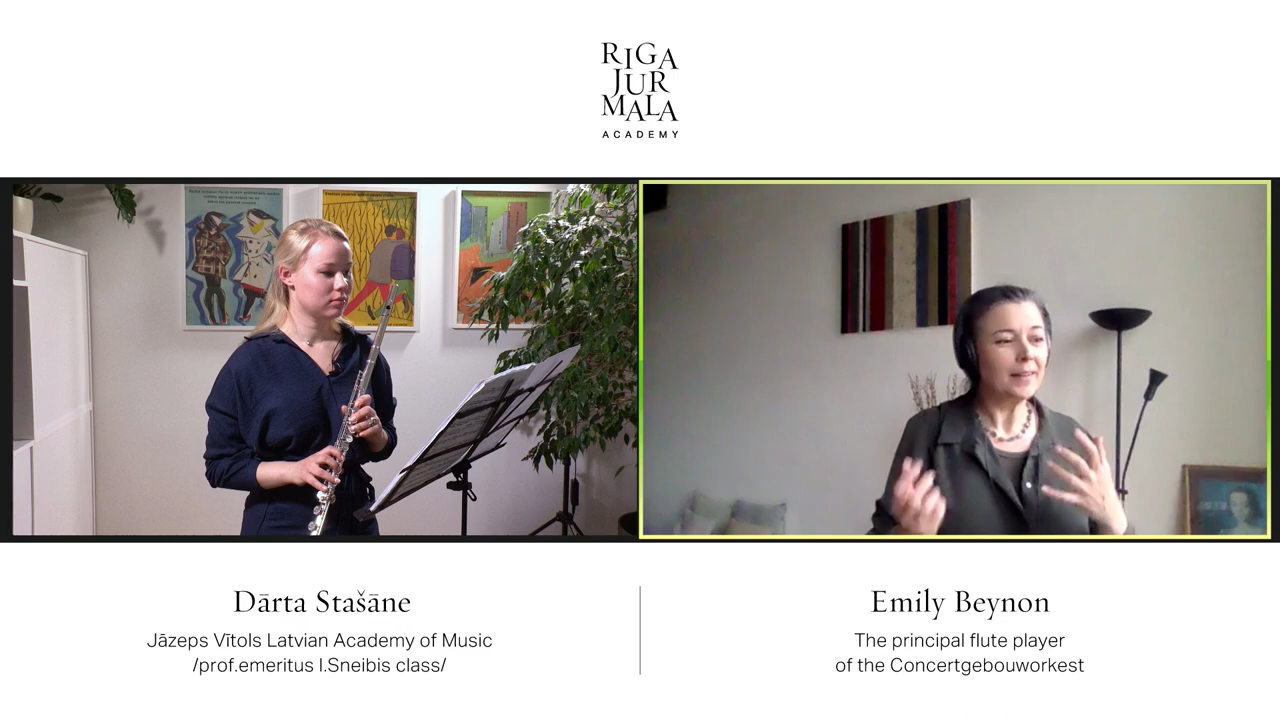 RIGA
JUR
MALA
ACADEMY
Dārta Stašāne
Jāzeps Vītols Latvian Academy of Music
/prof.emeritus I.Sneibis class/
Emily Beynon
The principal flute player
of the Concertgebouworkest